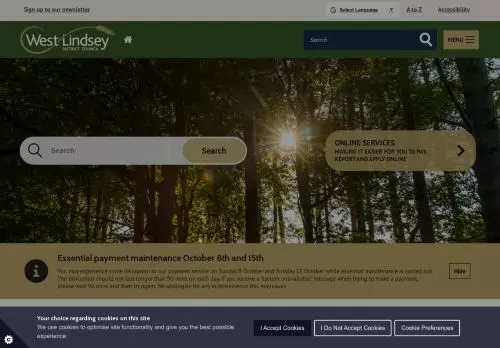 Sign up to our newsletter
Select Language
A to Z
Accessibility
West Lindsey
DISTRICT COUNCIL
Search
MENU
Search
Search
ONLINE SERVICES
MAKING IT EASIER FOR YOU TO PAY,
REPORT AND APPLY ONLINE
Essential payment maintenance October 8th and 15th
You may experience some disruption to our payment service on Sunday 8 October and Sunday 15 October while essential maintenance is carried out.
The disruption should not last longer than 90 mins on each day. If you receive a 'system unavailable' message when trying to make a payment,
please wait 90 mins and then try again. We apologise for any inconvenience this may cause.
Hide
Your choice regarding cookies on this site
We use cookies to optimise site functionality and give you the best possible
experience.
I Accept Cookies
I Do Not Accept Cookies
Cookie Preferences